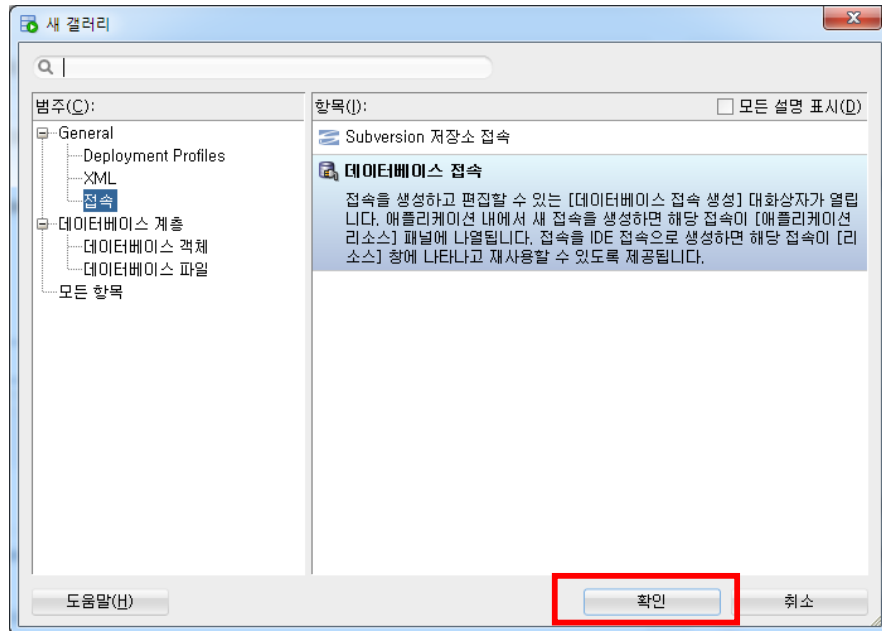 새 갤러리
범주(C):
General
Deployment Profiles
XML
접속
데이터베이스 계층
데이터베이스 객체
데이터베이스 파일
모든 항목
항목(I):
모든 설명 표시(D)
Subversion 저장소 접속
데이터베이스 접속
접속을 생성하고 편집할 수 있는 [데이터베이스 접속 생성] 대화상자가 열립
니다. 애플리케이션 내에서 새 접속을 생성하면 해당 접속이 [애플리케이션
리소스] 패널에 나열됩니다. 접속을 IDE 접속으로 생성하면 해당 접속이 [리
소스] 창에 나타나고 재사용할 수 있도록 제공됩니다.
도움말(H)
확인
취소